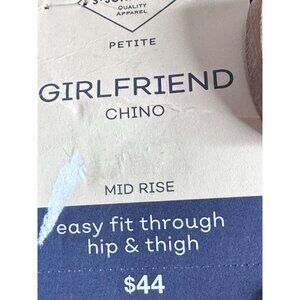 QUALITY
APPAREL
PETITE
GIRLFRIEND
CHINO
MID RISE
easy fit through
hip & thigh
$44